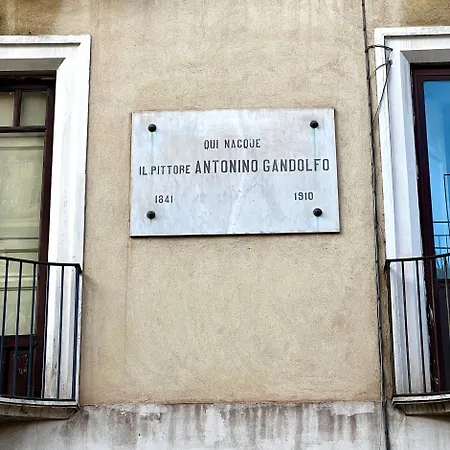 QUI NACQUE
IL PITTORE ANTONINO GANDOLFO
1841 1910